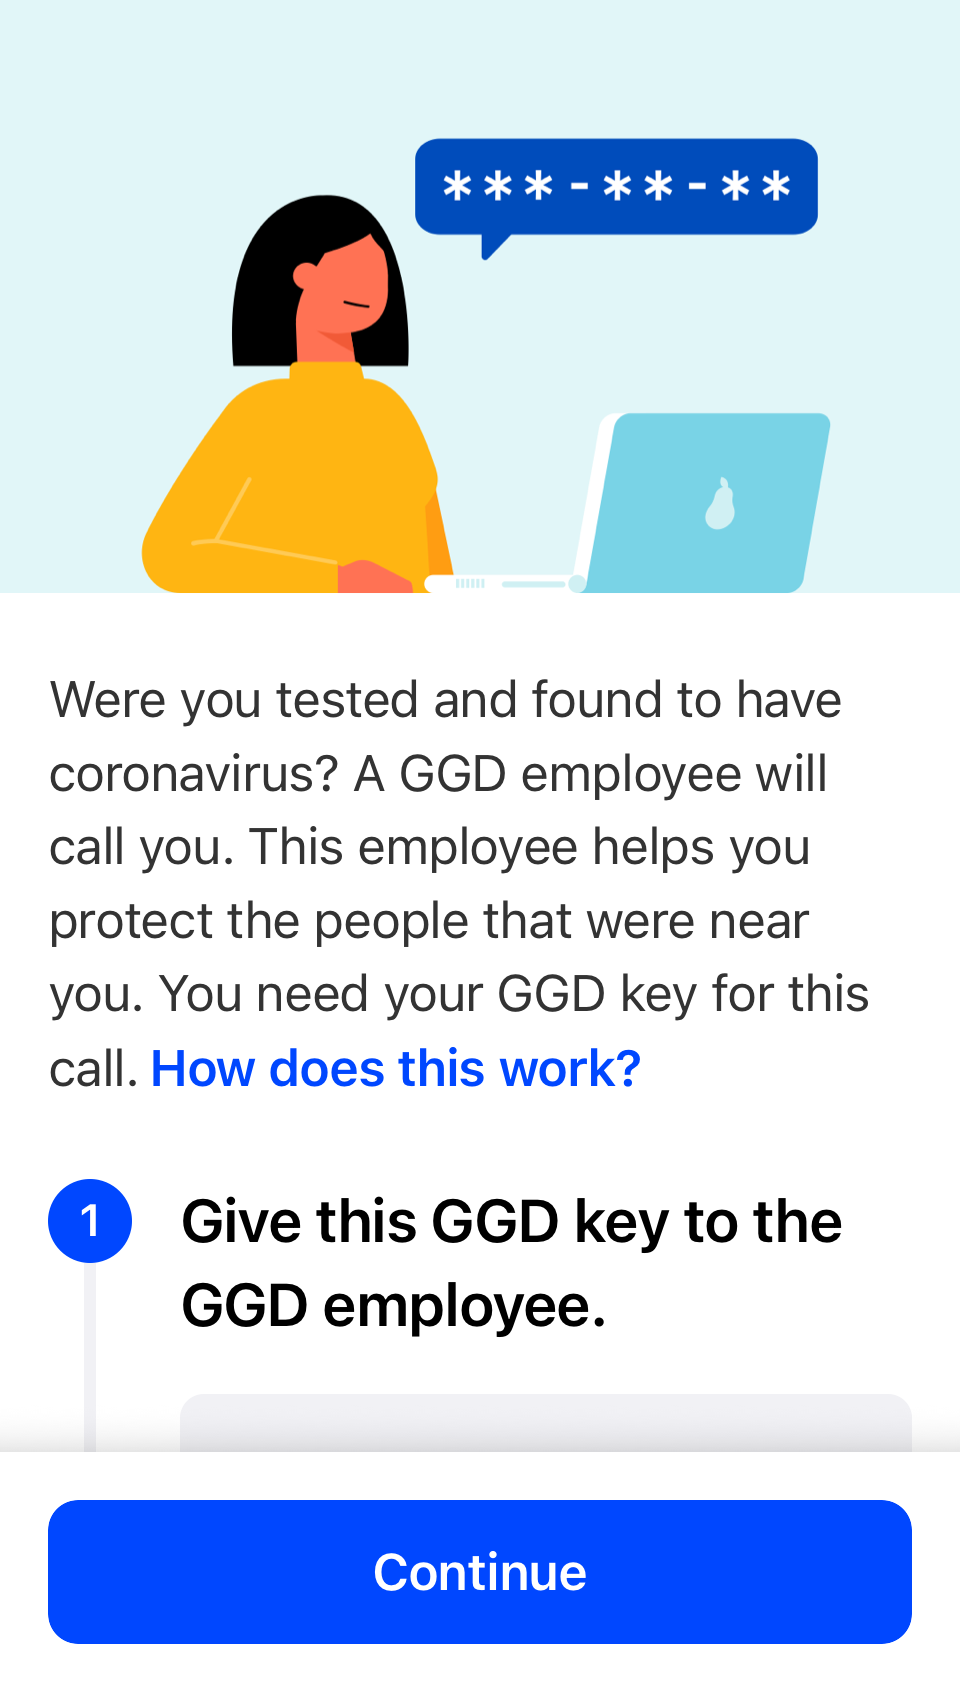 ***-**-**
Were you tested and found to have
coronavirus? A GGD employee will
call you. This employee helps you
protect the people that were near
you. You need your GGD key for this
call. How does this work?
1
Give this GGD key to the
GGD employee.
Continue